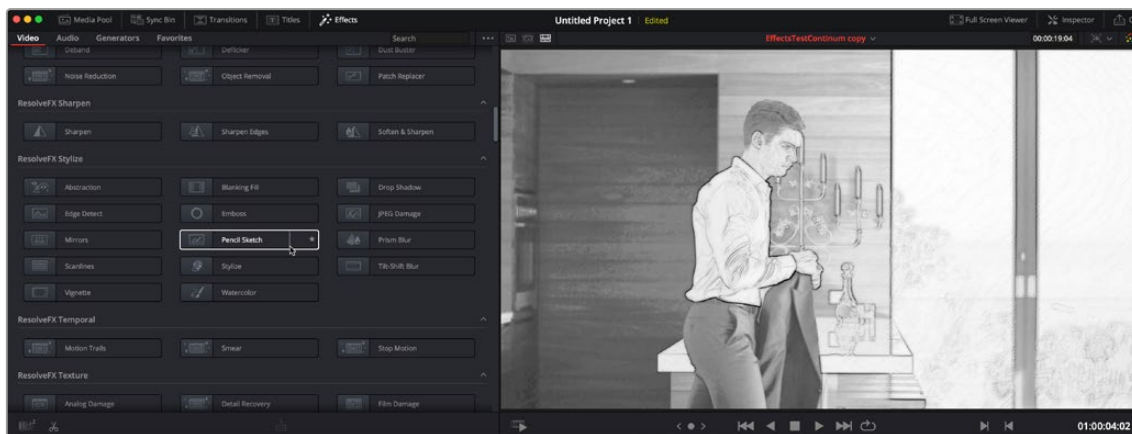 Media Pool Sync Bin Transitions Titles Effects Untitled Project 1 Edited Full Screen Viewer Inspector
Video Audio Generators Favorites Search EffectsTestContinum copy 00:00:19:04
Deband Deflicker Dust Buster
Noise Reduction Object Removal Patch Replacer
ResolveFX Sharpen
Sharpen Sharpen Edges Soften & Sharpen
ResolveFX Stylize
Abstraction Blanking Fill Drop Shadow
Edge Detect Emboss JPEG Damage
Mirrors Pencil Sketch Prism Blur
Scanlines Stylize Tilt-Shift Blur
Vignette Watercolor
ResolveFX Temporal
Motion Trails Smear Stop Motion
ResolveFX Texture
Analog Damage Detail Recovery Film Damage
01:00:04:02